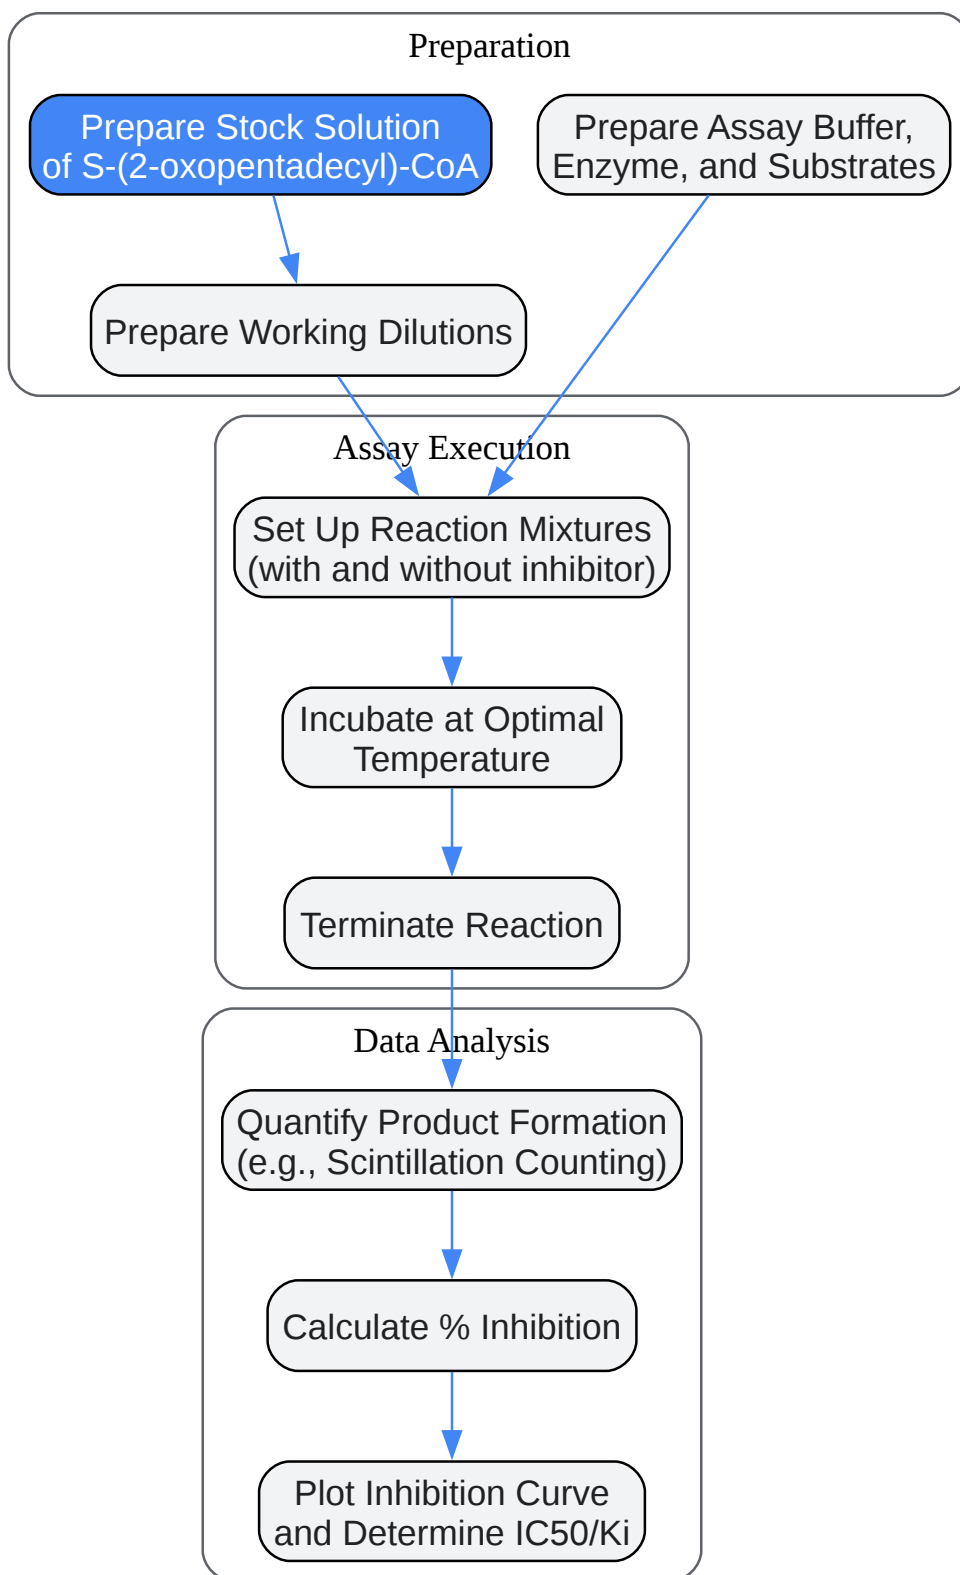 Preparation
Prepare Stock Solution
of S-(2-oxopentadecyl)-CoA
Prepare Assay Buffer,
Enzyme, and Substrates
Prepare Working Dilutions
Assay Execution
Set Up Reaction Mixtures
(with and without inhibitor)
Incubate at Optimal
Temperature
Terminate Reaction
Data Analysis
Quantify Product Formation
(e.g., Scintillation Counting)
Calculate % Inhibition
Plot Inhibition Curve
and Determine IC50/Ki